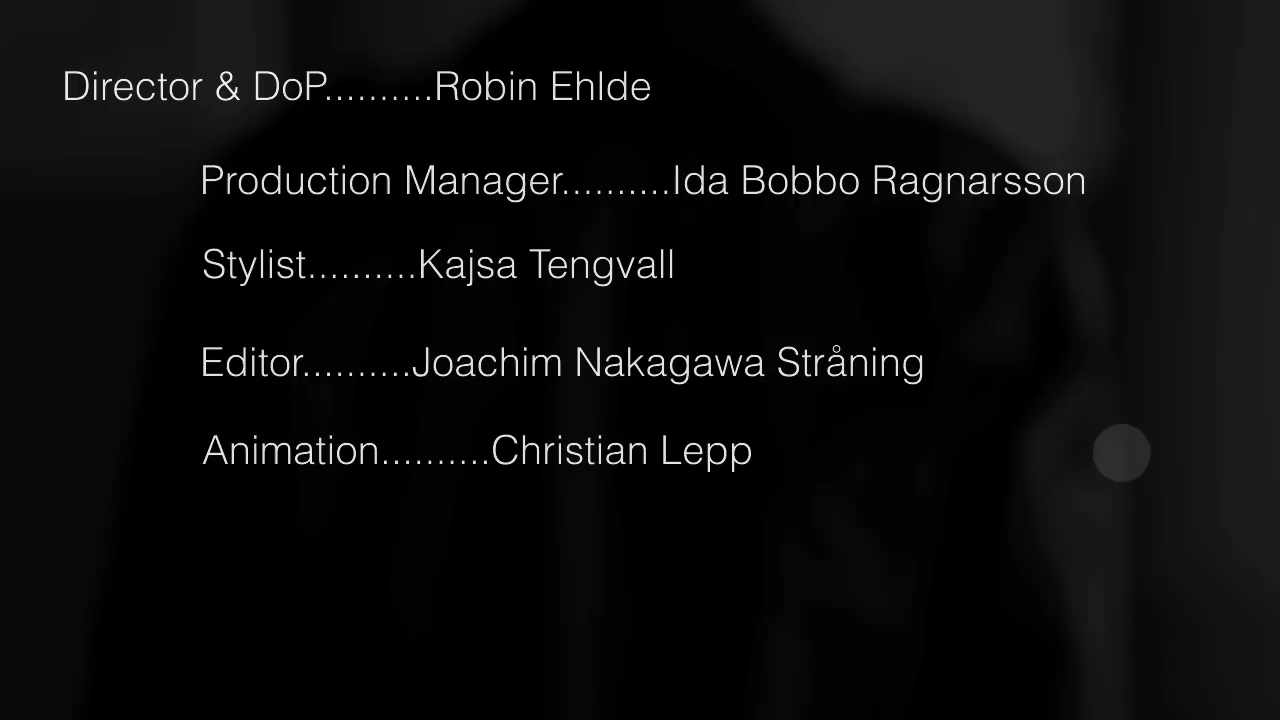 Director & DoP..........Robin Ehlde
Production Manager..........Ida Bobbo Ragnarsson
Stylist..........Kajsa Tengvall
Editor..........Joachim Nakagawa Stråning
Animation..........Christian Lepp